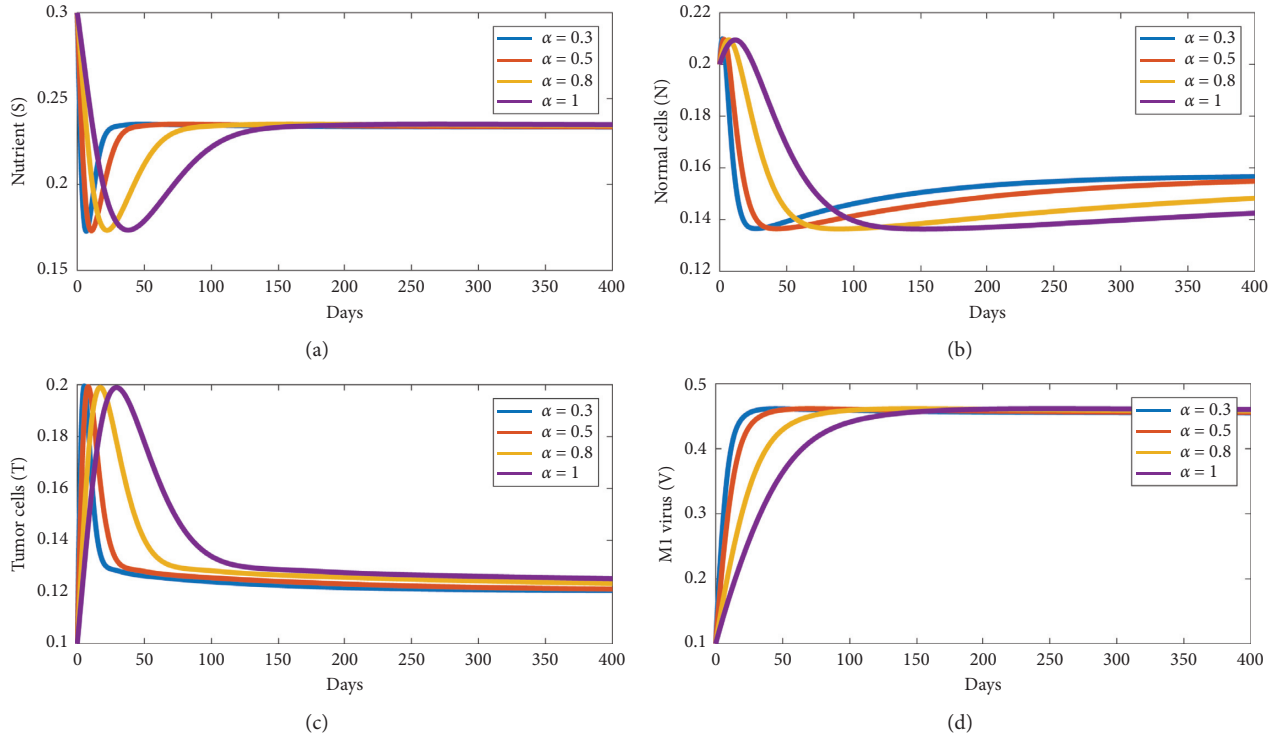 0.3
0.25
0.2
0.15
Nutrient (S)
α = 0.3
α = 0.5
α = 0.8
α = 1
0 50 100 150 200 250 300 350 400
Days
(a)
0.22
0.2
0.18
0.16
0.14
0.12
Normal cells (N)
α = 0.3
α = 0.5
α = 0.8
α = 1
0 50 100 150 200 250 300 350 400
Days
(b)
0.2
0.18
0.16
0.14
0.12
0.1
Tumor cells (T)
α = 0.3
α = 0.5
α = 0.8
α = 1
0 50 100 150 200 250 300 350 400
Days
(c)
0.5
0.4
0.3
0.2
0.1
M1 virus (V)
α = 0.3
α = 0.5
α = 0.8
α = 1
0 50 100 150 200 250 300 350 400
Days
(d)